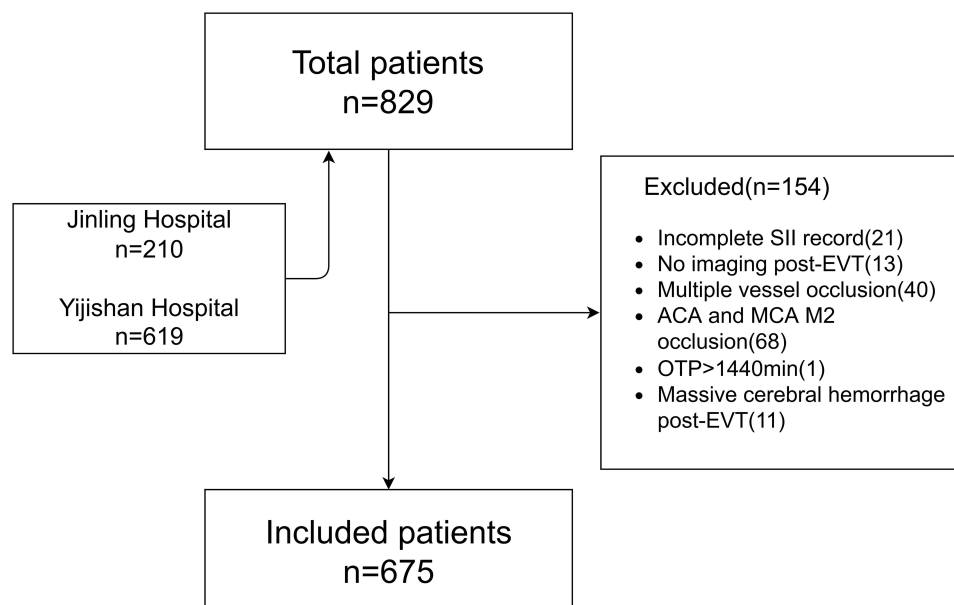 Total patients
n=829
Jinling Hospital
n=210
Yijishan Hospital
n=619
Excluded(n=154)
• Incomplete SII record(21)
• No imaging post-EVT(13)
• Multiple vessel occlusion(40)
• ACA and MCA M2
occlusion(68)
• OTP>1440min(1)
• Massive cerebral hemorrhage
post-EVT(11)
Included patients
n=675